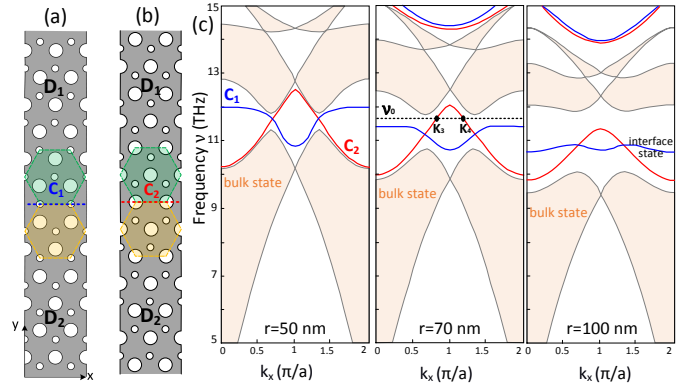 (a)
D₁
C₁
D₂
y
x
(b)
D₁
C₂
D₂
(c)
Frequency ν (THz)
15
13
11
9
7
5
C₁
C₂
bulk state
r=50 nm
0 0.5 1 1.5 2
kₓ (π/a)
ν₀
K₃ K₄
bulk state
r=70 nm
0 0.5 1 1.5 2
kₓ (π/a)
interface
state
bulk state
r=100 nm
0 0.5 1 1.5 2
kₓ (π/a)